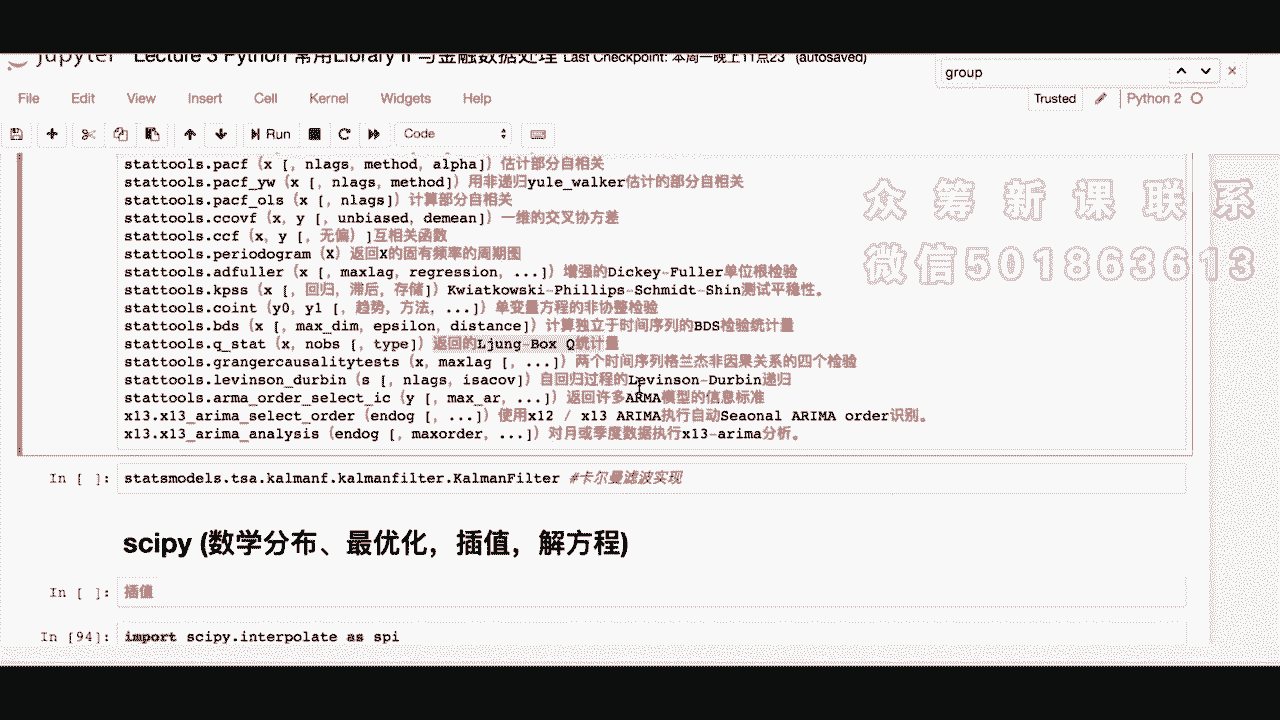 jupyter Lecture 3 Python 常用Library II 与金融数据处理 Last Checkpoint: 本周一晚上11点23 (autosaved)
group
File Edit View Insert Cell Kernel Widgets Help
Trusted Python 2
Run Code
stattools.pacf (x [, nlags, method, alpha]) 估计部分自相关
stattools.pacf_yw (x [, nlags, method]) 用非递归yule_walker估计的部分自相关
stattools.pacf_ols (x [, nlags]) 计算部分自相关
stattools.ccovf (x, y [, unbiased, demean]) 一维的交叉协方差
stattools.ccf (x, y [, 无偏) ]互相关函数
stattools.periodogram (X) 返回X的固有频率的周期图
stattools.adfuller (x [, maxlag, regression, ...]) 增强的Dickey-Fuller单位根检验
stattools.kpss (x [, 回归, 滞后, 存储]) Kwiatkowski-Phillips-Schmidt-Shin测试平稳性。
stattools.coint (y0, y1 [, 趋势, 方法, ...]) 单变量方程的非协整检验
stattools.bds (x [, max_dim, epsilon, distance]) 计算独立于时间序列的BDS检验统计量
stattools.q_stat (x, nobs [, type]) 返回的Ljung-Box Q统计量
stattools.grangercausalitytests (x, maxlag [, ...]) 两个时间序列格兰杰非因果关系的四个检验
stattools.levinson_durbin (s [, nlags, isacov]) 自回归过程的Levinson-Durbin递归
stattools.arma_order_select_ic (y [, max_ar, ...]) 返回许多ARMA模型的信息标准
x13.x13_arima_select_order (endog [, ...]) 使用x12 / x13 ARIMA执行自动Seaonal ARIMA order识别。
x13.x13_arima_analysis (endog [, maxorder, ...]) 对月或季度数据执行x13-arima分析。
众筹新课联系
微信501863613
In [ ]: statsmodels.tsa.kalmanf.kalmanfilter.KalmanFilter #卡尔曼滤波实现
scipy (数学分布、最优化，插值，解方程)
In [ ]: 插值
In [94]: import scipy.interpolate as spi